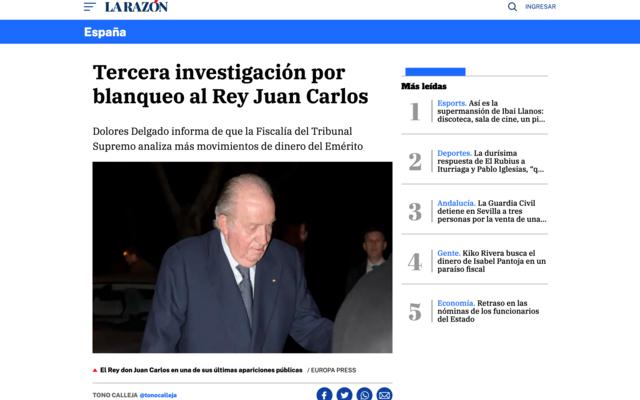 LA RAZÓN
INGRESAR
España
Tercera investigación por
blanqueo al Rey Juan Carlos
Dolores Delgado informa de que la Fiscalía del Tribunal
Supremo analiza más movimientos de dinero del Emérito
El Rey don Juan Carlos en una de sus últimas apariciones públicas / EUROPA PRESS
TONO CALLEJA @tonocalleja
Más leídas
1
Esports. Así es la
supermansión de Ibai Llanos:
discoteca, sala de cine, un pi...
2
Deportes. La durísima
respuesta de El Rubius a
Iturriaga y Pablo Iglesias, “q...
3
Andalucía. La Guardia Civil
detiene en Sevilla a tres
personas por la venta de una...
4
Gente. Kiko Rivera busca el
dinero de Isabel Pantoja en un
paraíso fiscal
5
Economía. Retraso en las
nóminas de los funcionarios
del Estado